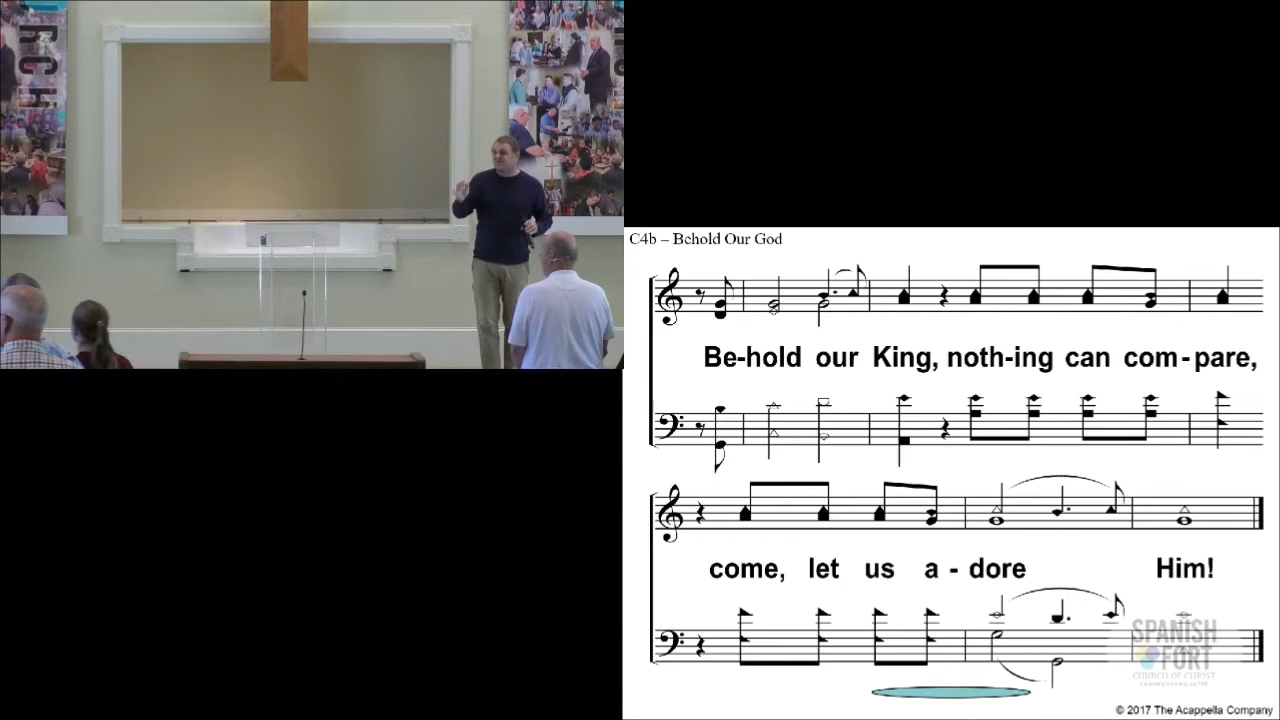 RCH
C4b – Behold Our God
Be-hold our King, noth-ing can com-pare,
come, let us a-dore Him!
SPANISH
FORT
CHURCH OF CHRIST
© 2017 The Acappella Company